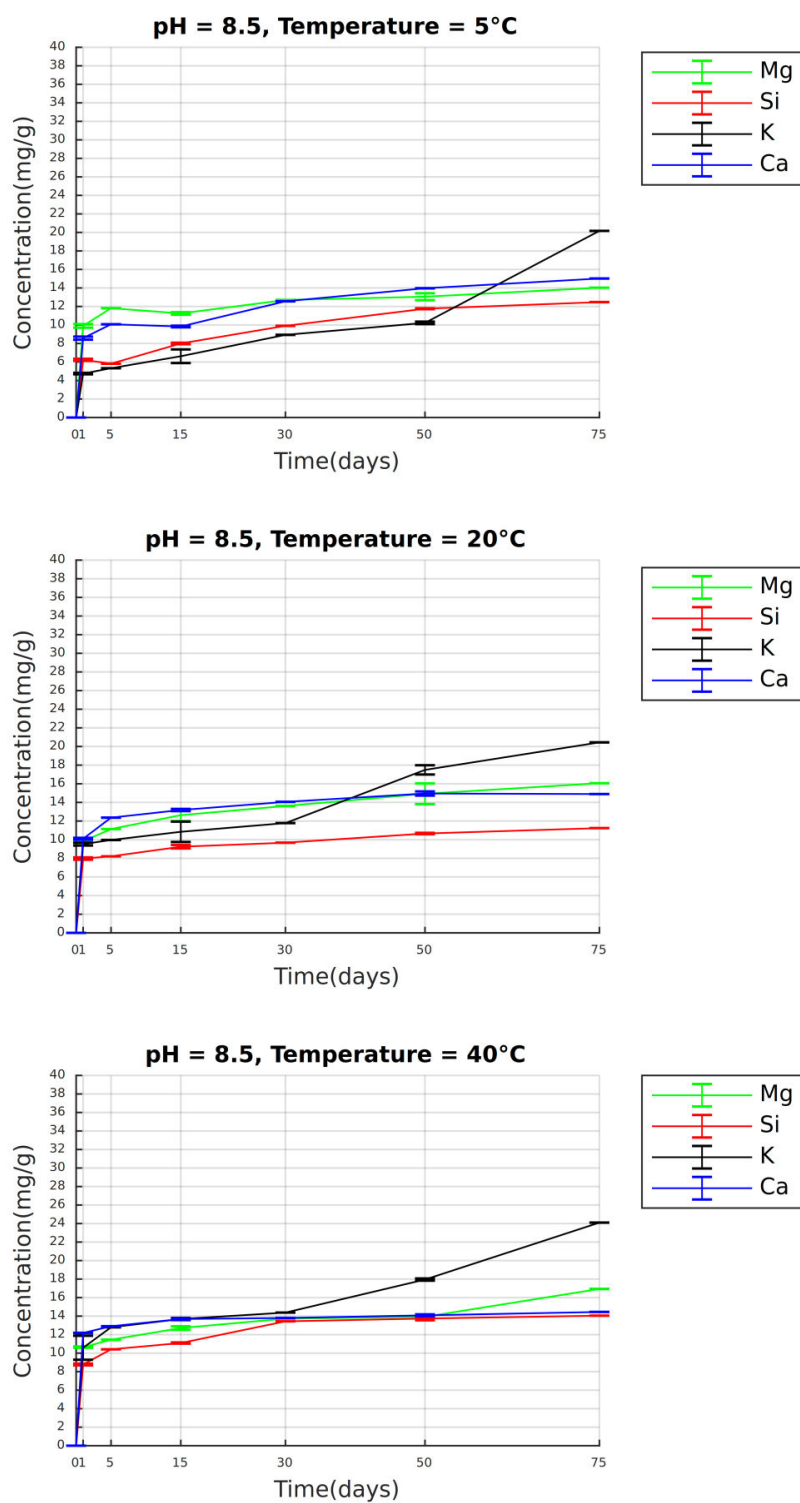 pH = 8.5, Temperature = 5°C
40
38
36
34
32
30
28
26
24
22
20
18
16
14
12
10
8
6
4
2
0
Concentration(mg/g)
0 1 5 15 30 50 75
Time(days)
Mg
Si
K
Ca
pH = 8.5, Temperature = 20°C
40
38
36
34
32
30
28
26
24
22
20
18
16
14
12
10
8
6
4
2
0
Concentration(mg/g)
0 1 5 15 30 50 75
Time(days)
Mg
Si
K
Ca
pH = 8.5, Temperature = 40°C
40
38
36
34
32
30
28
26
24
22
20
18
16
14
12
10
8
6
4
2
0
Concentration(mg/g)
0 1 5 15 30 50 75
Time(days)
Mg
Si
K
Ca